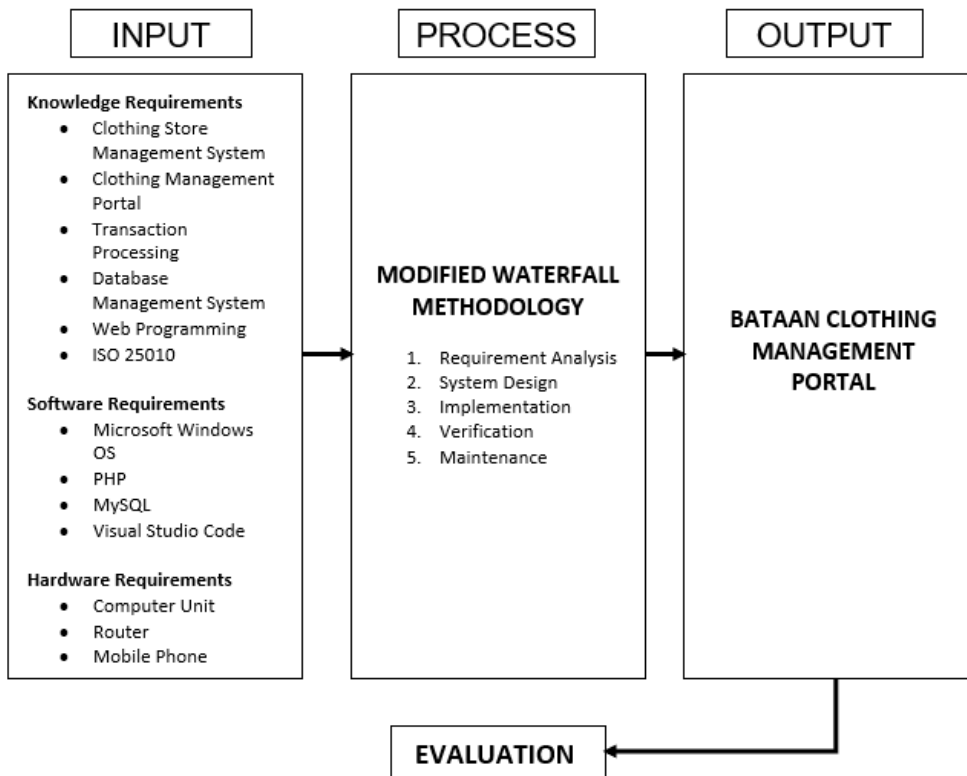 INPUT
PROCESS
OUTPUT
Knowledge Requirements
• Clothing Store
Management System
• Clothing Management
Portal
• Transaction
Processing
• Database
Management System
• Web Programming
• ISO 25010
Software Requirements
• Microsoft Windows
OS
• PHP
• MySQL
• Visual Studio Code
Hardware Requirements
• Computer Unit
• Router
• Mobile Phone
MODIFIED WATERFALL
METHODOLOGY
1. Requirement Analysis
2. System Design
3. Implementation
4. Verification
5. Maintenance
BATAAN CLOTHING
MANAGEMENT
PORTAL
EVALUATION